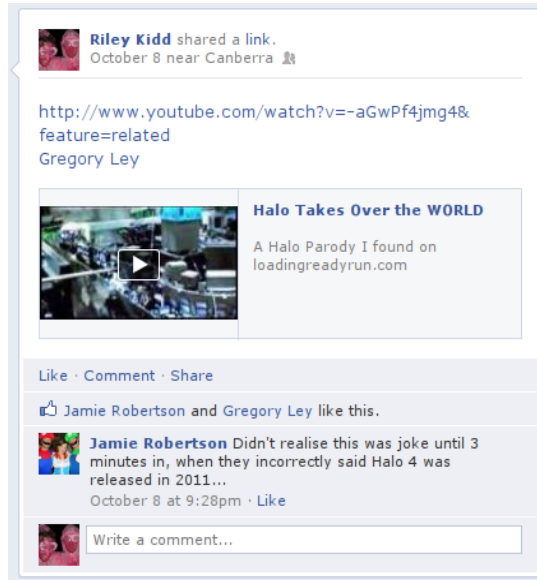 Riley Kidd shared a link.
October 8 near Canberra
http://www.youtube.com/watch?v=-aGwPf4jmg4&
feature=related
Gregory Ley
Halo Takes Over the WORLD
A Halo Parody I found on
loadingreadyrun.com
Like · Comment · Share
Jamie Robertson and Gregory Ley like this.
Jamie Robertson Didn't realise this was joke until 3
minutes in, when they incorrectly said Halo 4 was
released in 2011...
October 8 at 9:28pm · Like
Write a comment...